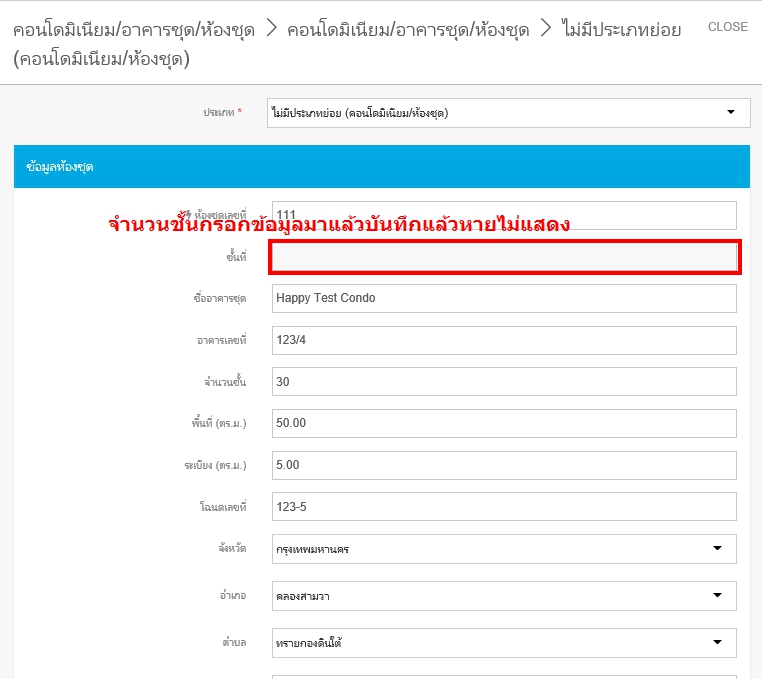 คอนโดมิเนียม/อาคารชุด/ห้องชุด > คอนโดมิเนียม/อาคารชุด/ห้องชุด > ไม่มีประเภทย่อย CLOSE
(คอนโดมิเนียม/ห้องชุด)
ประเภท * ไม่มีประเภทย่อย (คอนโดมิเนียม/ห้องชุด)
ข้อมูลห้องชุด
ห้องชุดเลขที่ 111
จำนวนชั้นกรอกข้อมูลมาแล้วบันทึกแล้วหายไม่แสดง
ชั้นที่
ชื่ออาคารชุด Happy Test Condo
อาคารเลขที่ 123/4
จำนวนชั้น 30
พื้นที่ (ตร.ม.) 50.00
ระเบียง (ตร.ม.) 5.00
โฉนดเลขที่ 123-5
จังหวัด กรุงเทพมหานคร
อำเภอ คลองสามวา
ตำบล ทรายกองดินใต้